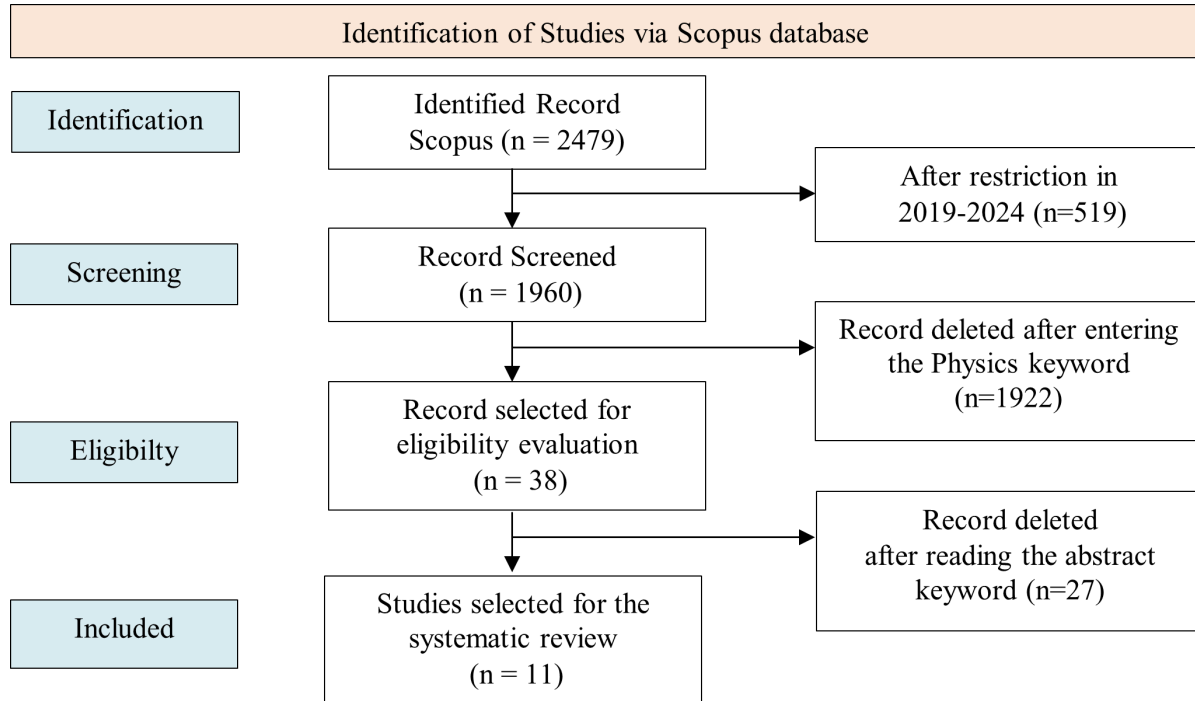 Identification of Studies via Scopus database
Identification
Identified Record
Scopus (n = 2479)
After restriction in
2019-2024 (n=519)
Screening
Record Screened
(n = 1960)
Record deleted after entering
the Physics keyword
(n=1922)
Eligibilty
Record selected for
eligibility evaluation
(n = 38)
Record deleted
after reading the abstract
keyword (n=27)
Included
Studies selected for the
systematic review
(n = 11)